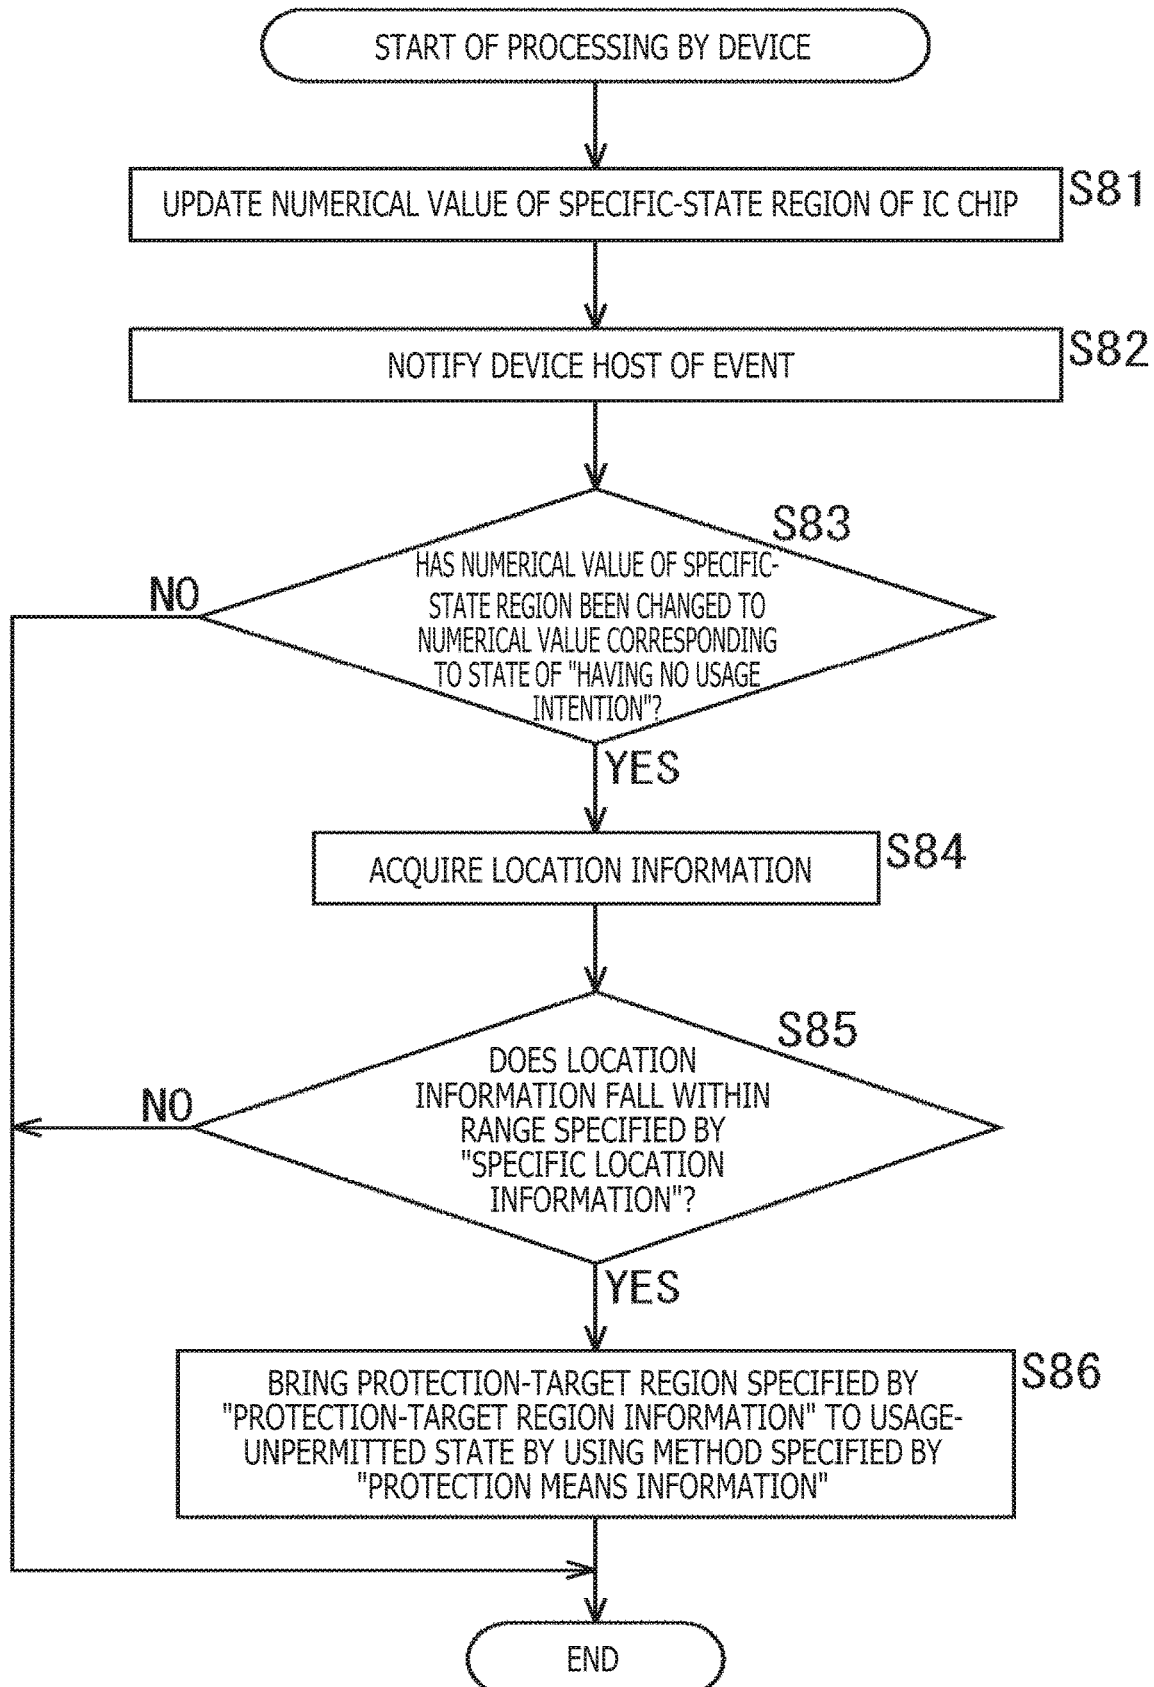 START OF PROCESSING BY DEVICE
UPDATE NUMERICAL VALUE OF SPECIFIC-STATE REGION OF IC CHIP
S81
NOTIFY DEVICE HOST OF EVENT
S82
S83
HAS NUMERICAL VALUE OF SPECIFIC-
STATE REGION BEEN CHANGED TO
NUMERICAL VALUE CORRESPONDING
TO STATE OF "HAVING NO USAGE
INTENTION"?
NO
YES
ACQUIRE LOCATION INFORMATION
S84
S85
DOES LOCATION
INFORMATION FALL WITHIN
RANGE SPECIFIED BY
"SPECIFIC LOCATION
INFORMATION"?
NO
YES
BRING PROTECTION-TARGET REGION SPECIFIED BY
"PROTECTION-TARGET REGION INFORMATION" TO USAGE-
UNPERMITTED STATE BY USING METHOD SPECIFIED BY
"PROTECTION MEANS INFORMATION"
S86
END